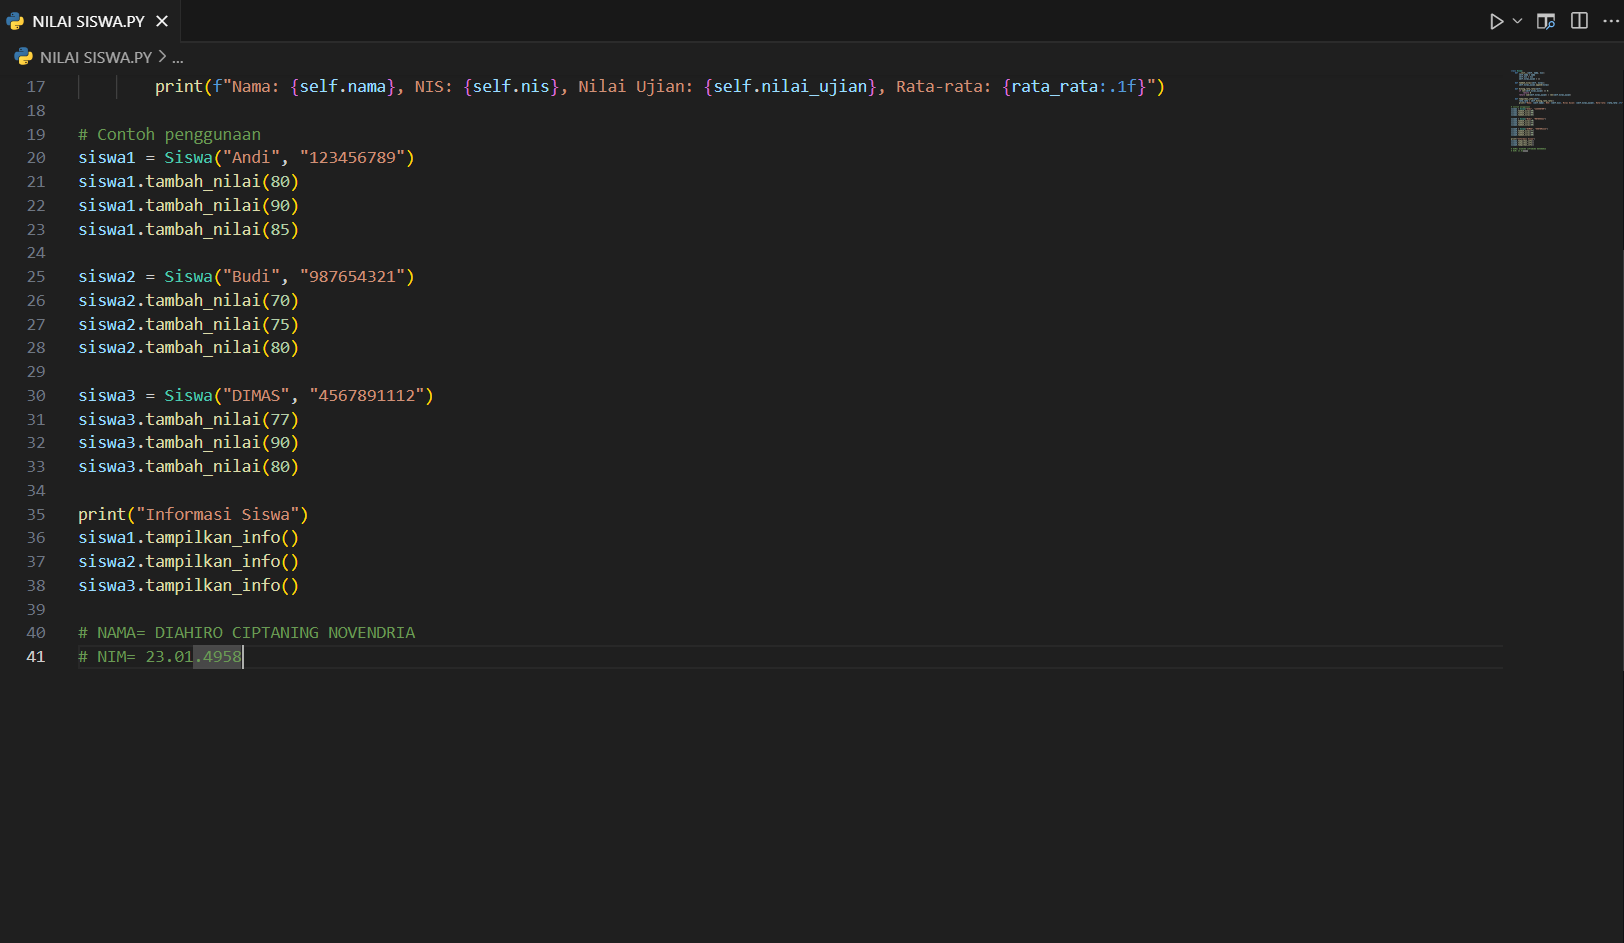 NILAI SISWA.PY
NILAI SISWA.PY > ...
17 print(f"Nama: {self.nama}, NIS: {self.nis}, Nilai Ujian: {self.nilai_ujian}, Rata-rata: {rata_rata:.1f}")
18
19 # Contoh penggunaan
20 siswa1 = Siswa("Andi", "123456789")
21 siswa1.tambah_nilai(80)
22 siswa1.tambah_nilai(90)
23 siswa1.tambah_nilai(85)
24
25 siswa2 = Siswa("Budi", "987654321")
26 siswa2.tambah_nilai(70)
27 siswa2.tambah_nilai(75)
28 siswa2.tambah_nilai(80)
29
30 siswa3 = Siswa("DIMAS", "4567891112")
31 siswa3.tambah_nilai(77)
32 siswa3.tambah_nilai(90)
33 siswa3.tambah_nilai(80)
34
35 print("Informasi Siswa")
36 siswa1.tampilkan_info()
37 siswa2.tampilkan_info()
38 siswa3.tampilkan_info()
39
40 # NAMA= DIAHIRO CIPTANING NOVENDRIA
41 # NIM= 23.01.4958